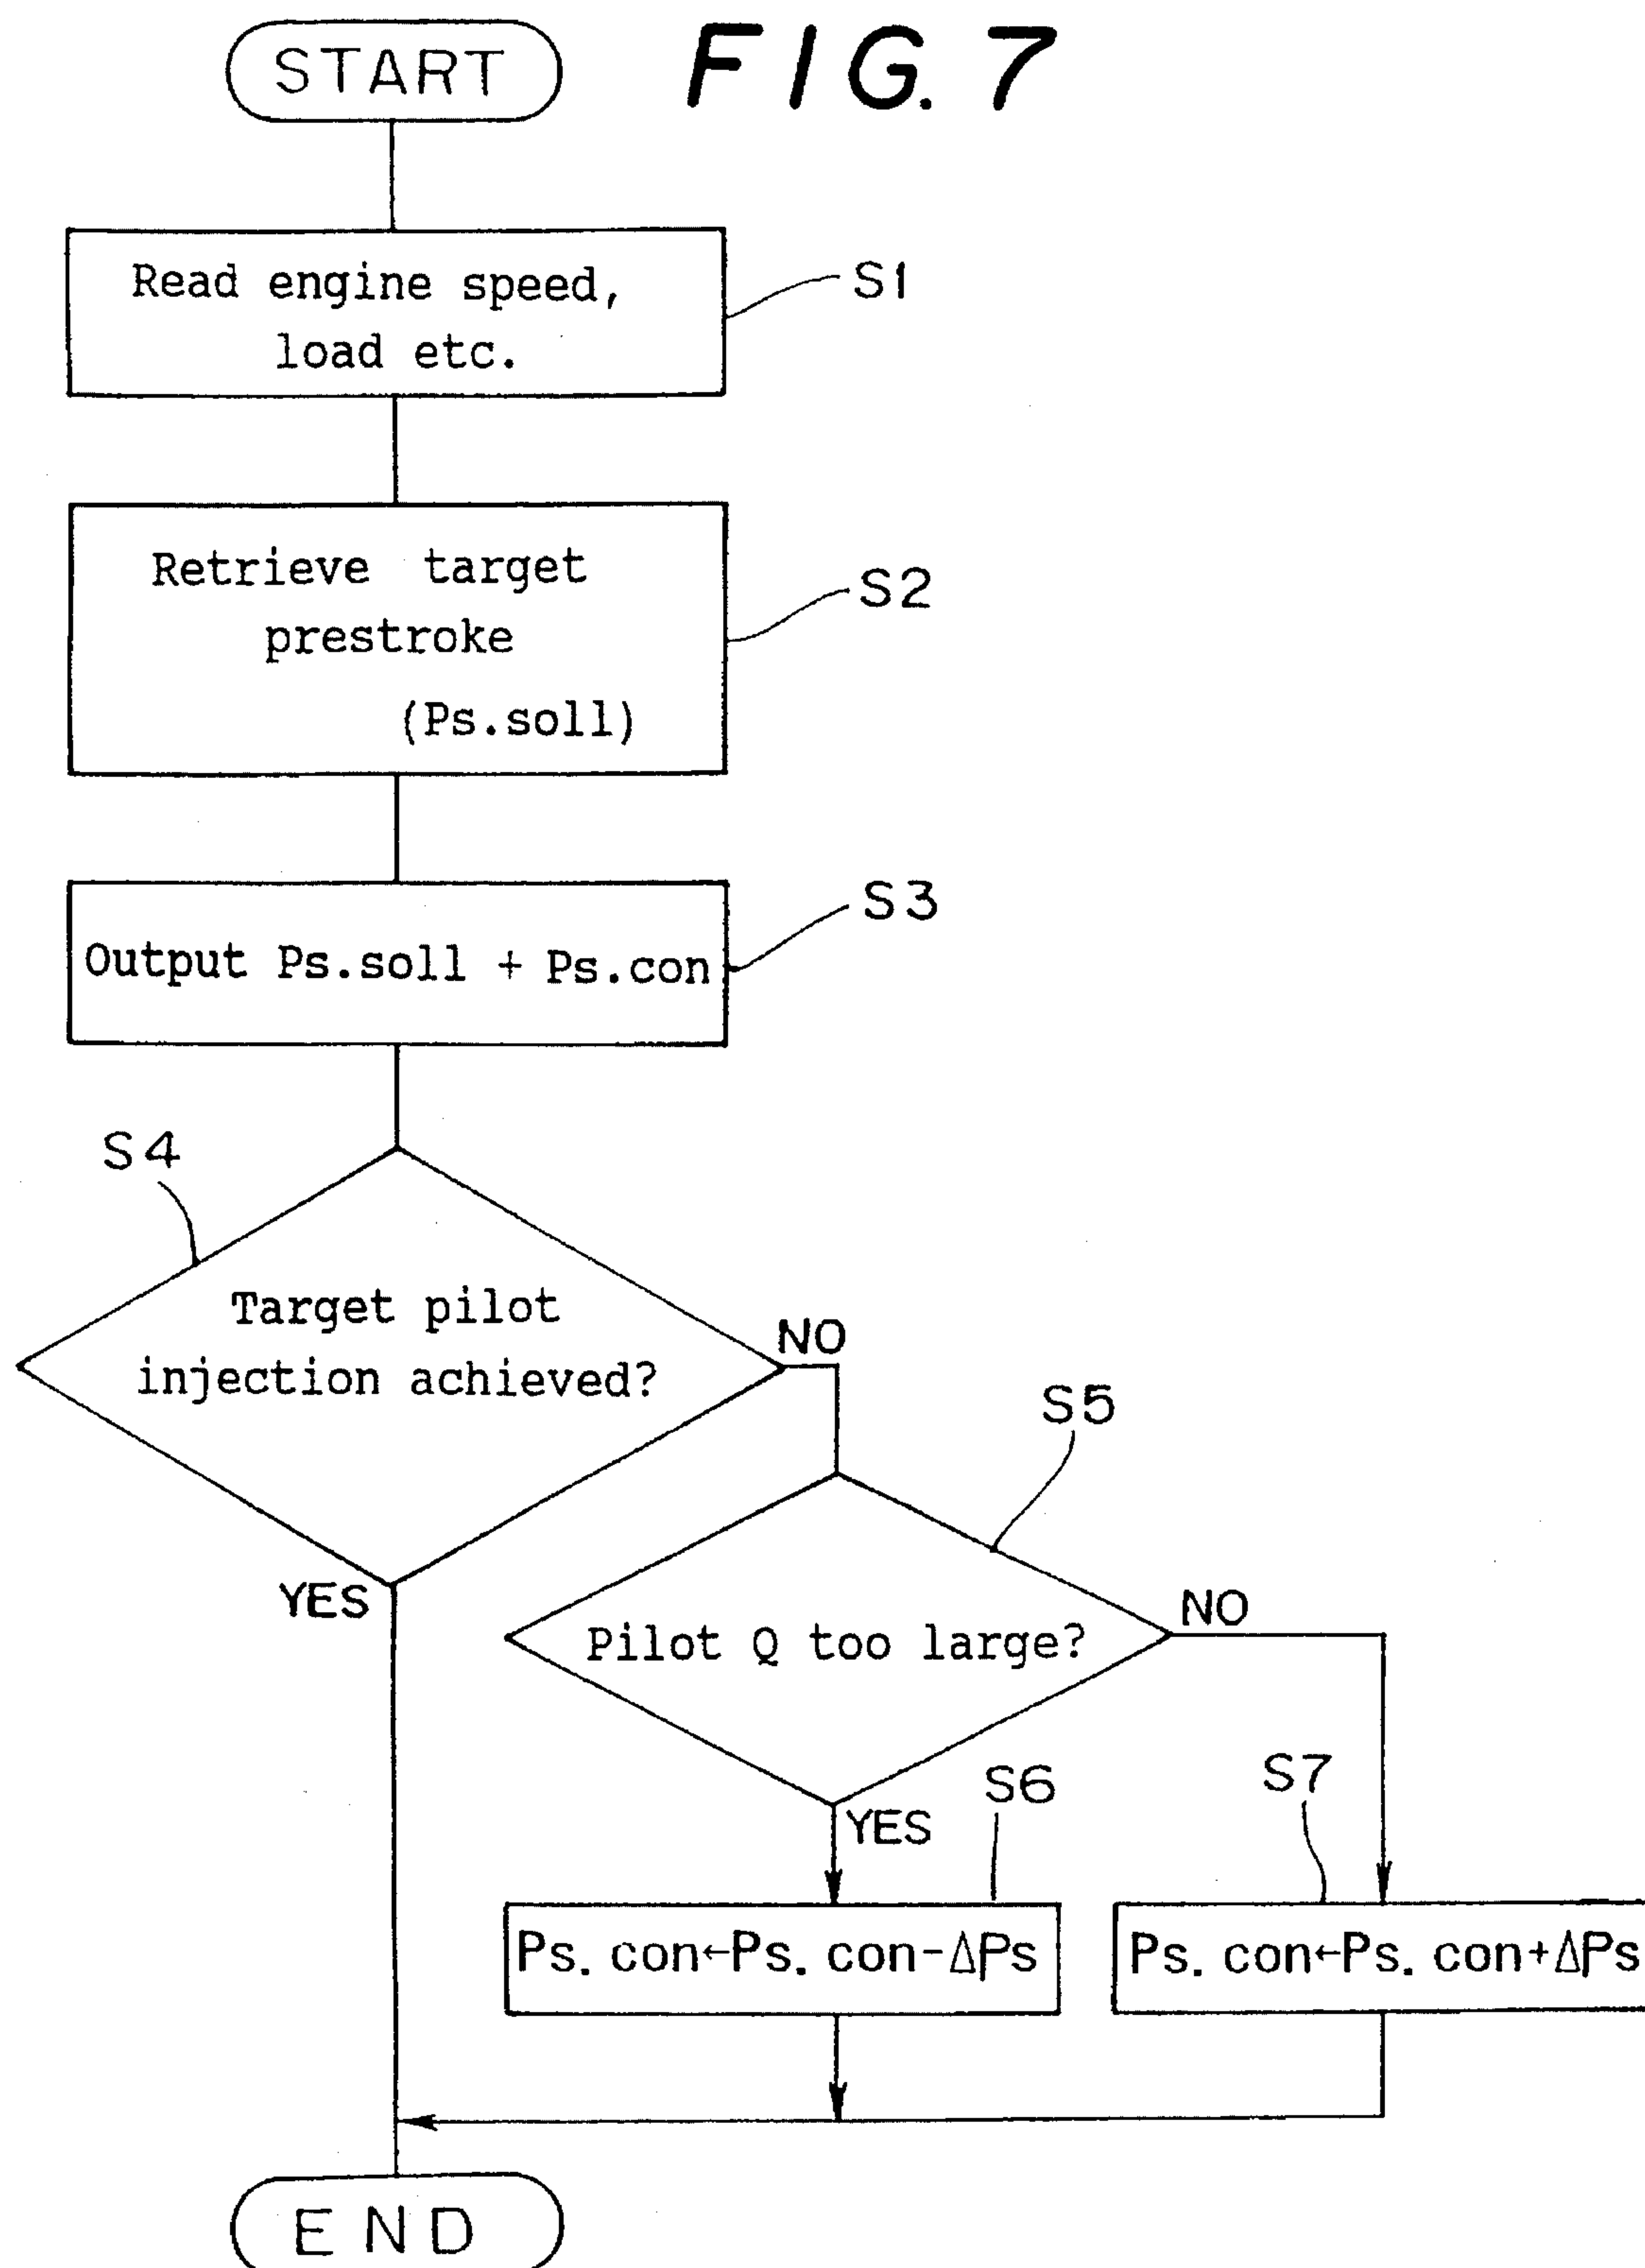 START
FIG. 7
Read engine speed,
load etc.
S1
Retrieve target
prestroke
(Ps.soll)
S2
Output Ps.soll + Ps.con
S3
S4
Target pilot
injection achieved?
NO
YES
S5
Pilot Q too large?
NO
YES
S6
S7
Ps. con←Ps. con-ΔPs
Ps. con←Ps. con+ΔPs
END